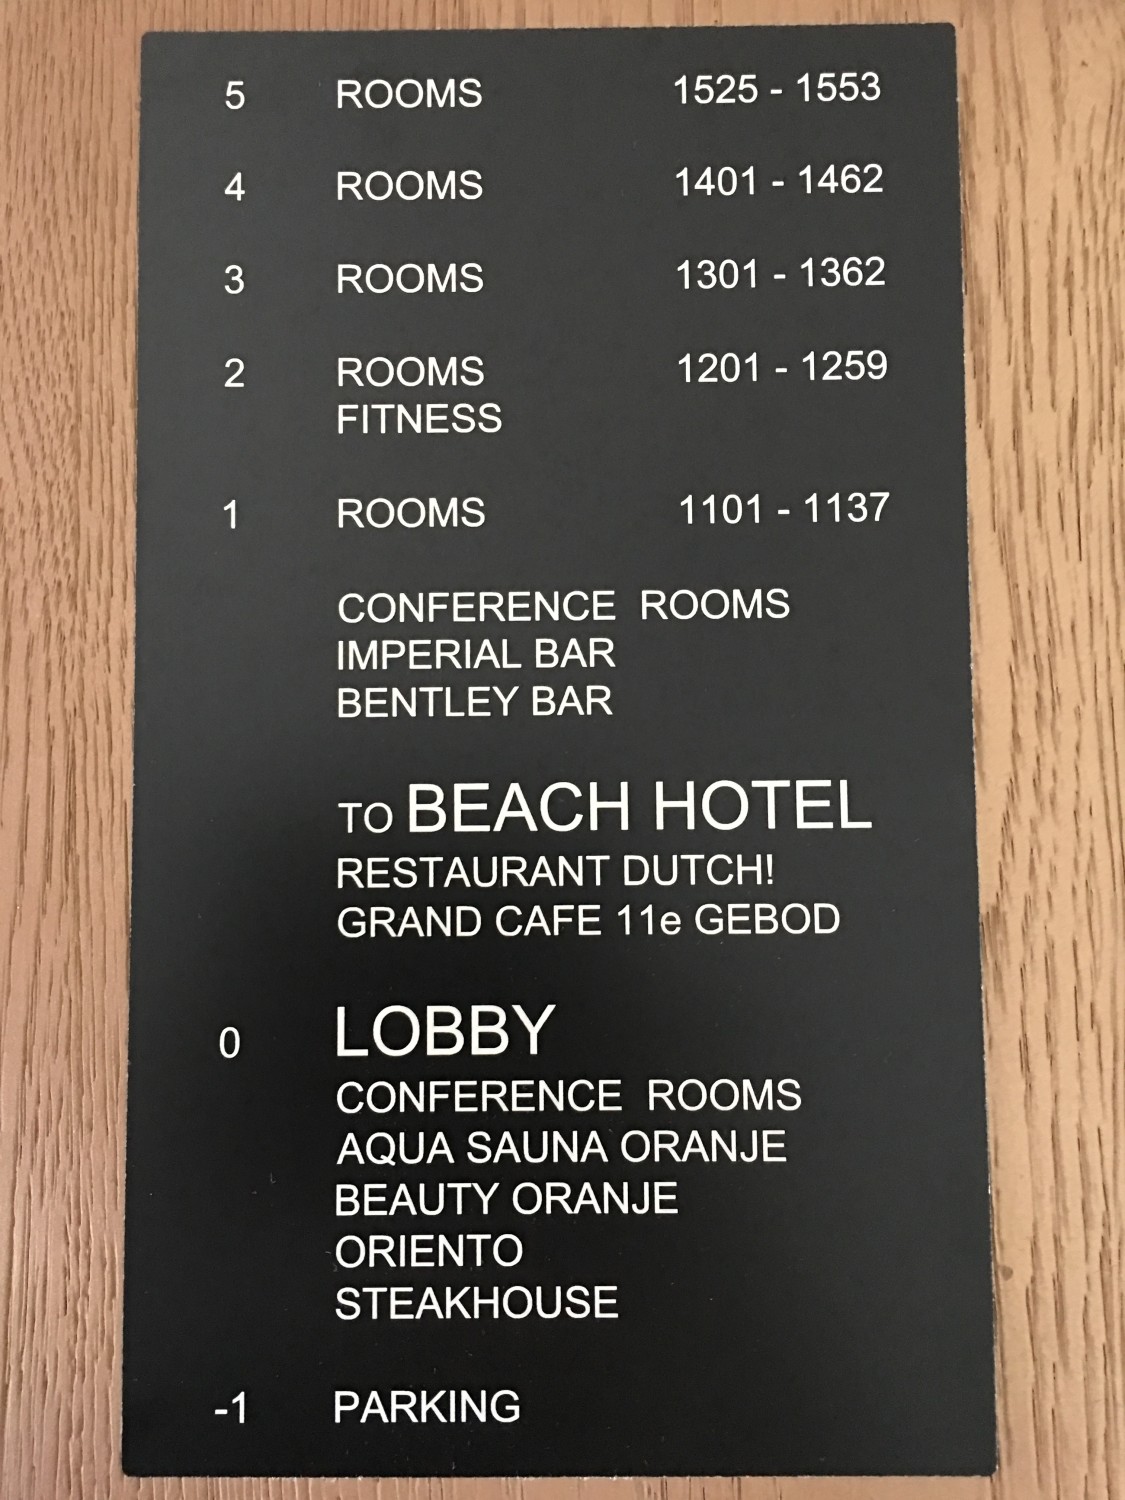 5 ROOMS 1525 - 1553
4 ROOMS 1401 - 1462
3 ROOMS 1301 - 1362
2 ROOMS 1201 - 1259
FITNESS
1 ROOMS 1101 - 1137
CONFERENCE ROOMS
IMPERIAL BAR
BENTLEY BAR
TO BEACH HOTEL
RESTAURANT DUTCH!
GRAND CAFE 11e GEBOD
0 LOBBY
CONFERENCE ROOMS
AQUA SAUNA ORANJE
BEAUTY ORANJE
ORIENTO
STEAKHOUSE
-1 PARKING